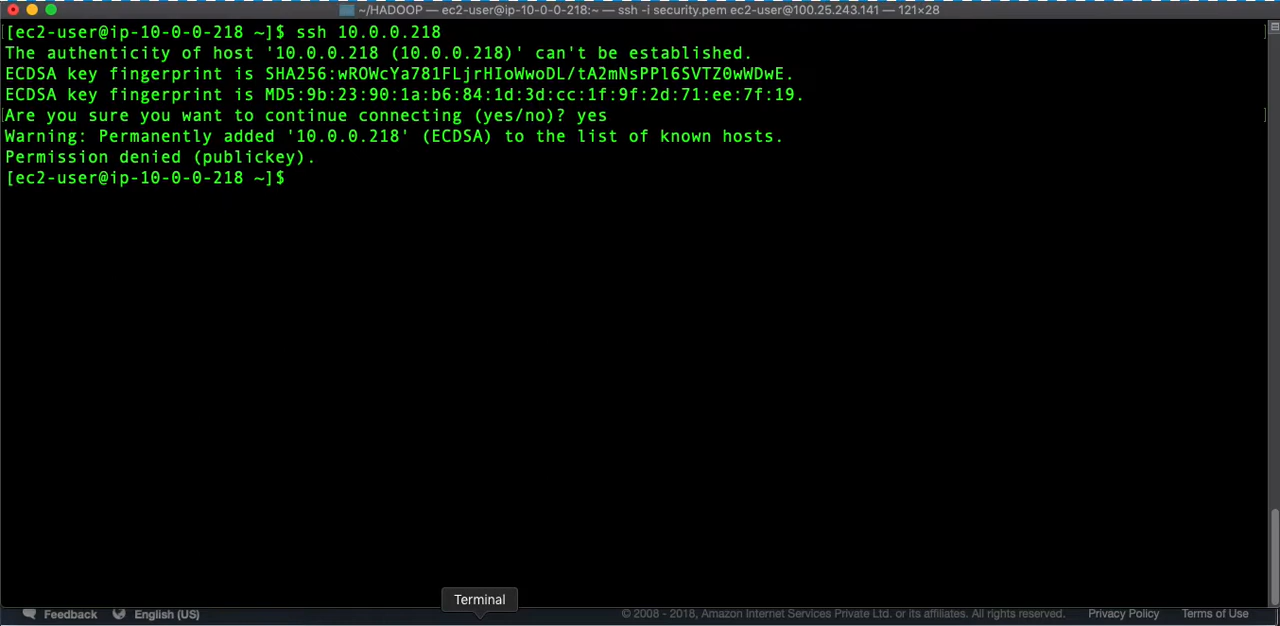 ~/HADOOP — ec2-user@ip-10-0-0-218:~ — ssh -i security.pem ec2-user@100.25.243.141 — 121×28
[ec2-user@ip-10-0-0-218 ~]$ ssh 10.0.0.218
The authenticity of host '10.0.0.218 (10.0.0.218)' can't be established.
ECDSA key fingerprint is SHA256:wROWcYa781FLjrHIoWwoDL/tA2mNsPPl6SVTZ0wWDwE.
ECDSA key fingerprint is MD5:9b:23:90:1a:b6:84:1d:3d:cc:1f:9f:2d:71:ee:7f:19.
Are you sure you want to continue connecting (yes/no)? yes
Warning: Permanently added '10.0.0.218' (ECDSA) to the list of known hosts.
Permission denied (publickey).
[ec2-user@ip-10-0-0-218 ~]$
Terminal
Feedback English (US) © 2008 - 2018, Amazon Internet Services Private Ltd. or its affiliates. All rights reserved. Privacy Policy Terms of Use